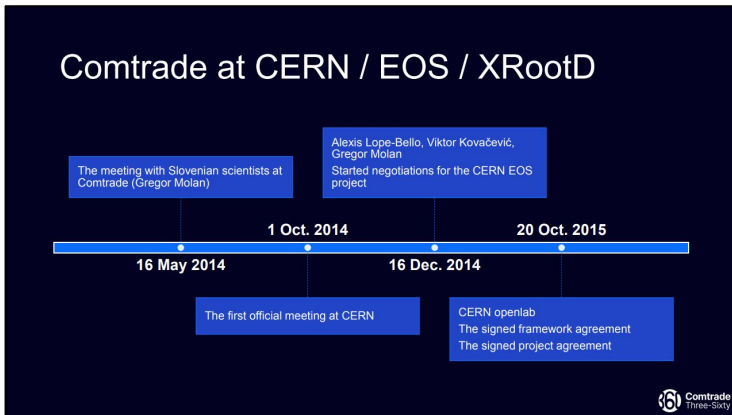 Comtrade at CERN / EOS / XRootD
Alexis Lope-Bello, Viktor Kovačević,
Gregor Molan
Started negotiations for the CERN EOS
project
The meeting with Slovenian scientists at
Comtrade (Gregor Molan)
1 Oct. 2014
20 Oct. 2015
16 May 2014
16 Dec. 2014
The first official meeting at CERN
CERN openlab
The signed framework agreement
The signed project agreement
360
Comtrade
Three-Sixty